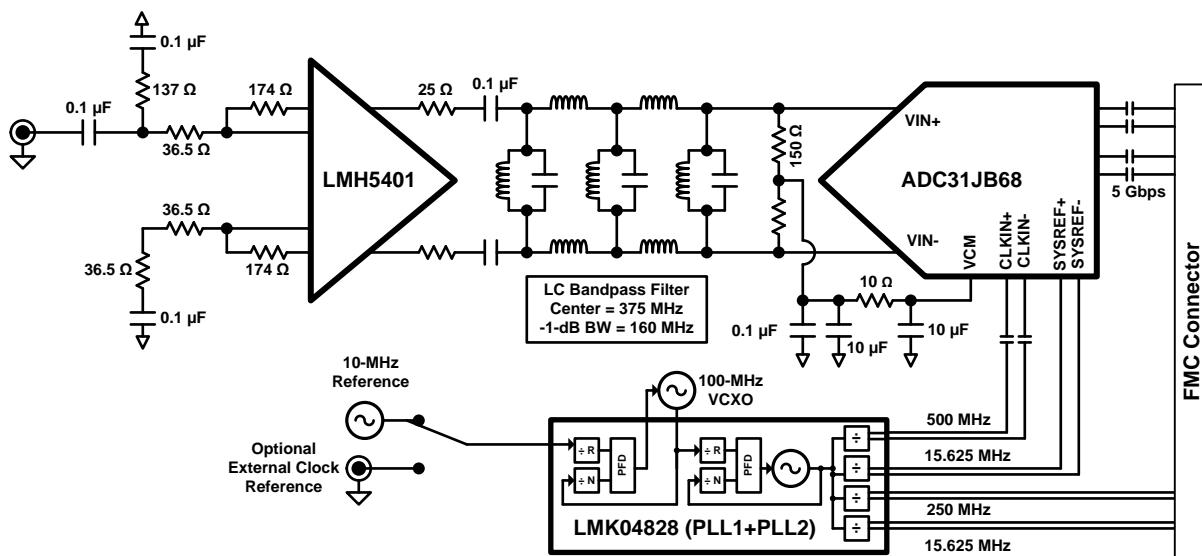 0.1 µF
137 Ω
174 Ω
0.1 µF
36.5 Ω
36.5 Ω
174 Ω
36.5 Ω
0.1 µF
LMH5401
25 Ω
0.1 µF
LC Bandpass Filter
Center = 375 MHz
-1-dB BW = 160 MHz
150 Ω
VIN+
ADC31JB68
VIN-
VCM
CLKIN+
CLKIN-
SYSREF+
SYSREF-
5 Gbps
10 Ω
0.1 µF
10 µF
10 µF
FMC Connector
10-MHz
Reference
Optional
External Clock
Reference
100-MHz
VCXO
÷ R
÷ N
PFD
÷ R
÷ N
PFD
÷
÷
÷
÷
500 MHz
15.625 MHz
250 MHz
15.625 MHz
LMK04828 (PLL1+PLL2)